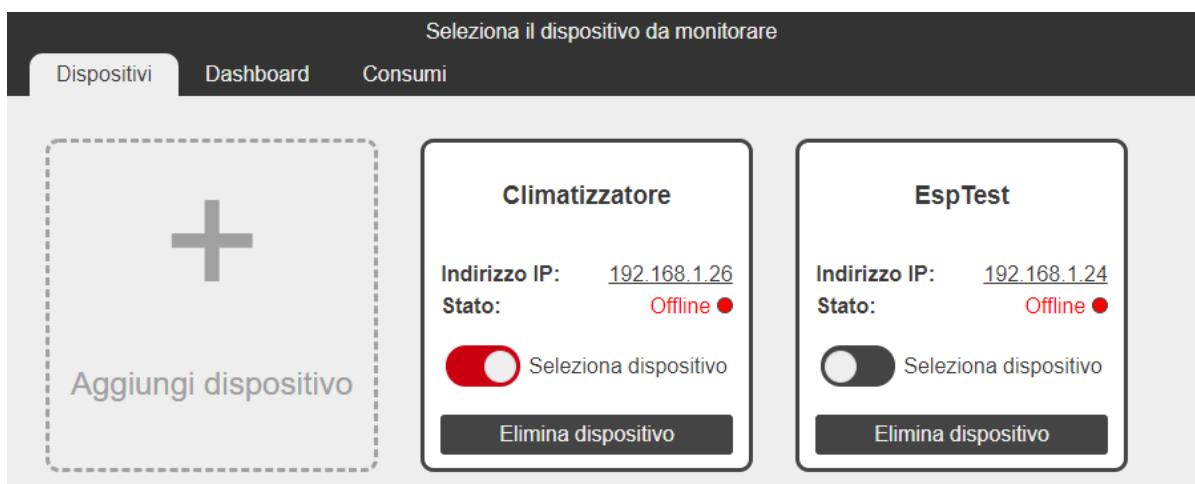 Seleziona il dispositivo da monitorare
Dispositivi Dashboard Consumi
+
Aggiungi dispositivo
Climatizzatore
Indirizzo IP: 192.168.1.26
Stato: Offline
Seleziona dispositivo
Elimina dispositivo
EspTest
Indirizzo IP: 192.168.1.24
Stato: Offline
Seleziona dispositivo
Elimina dispositivo